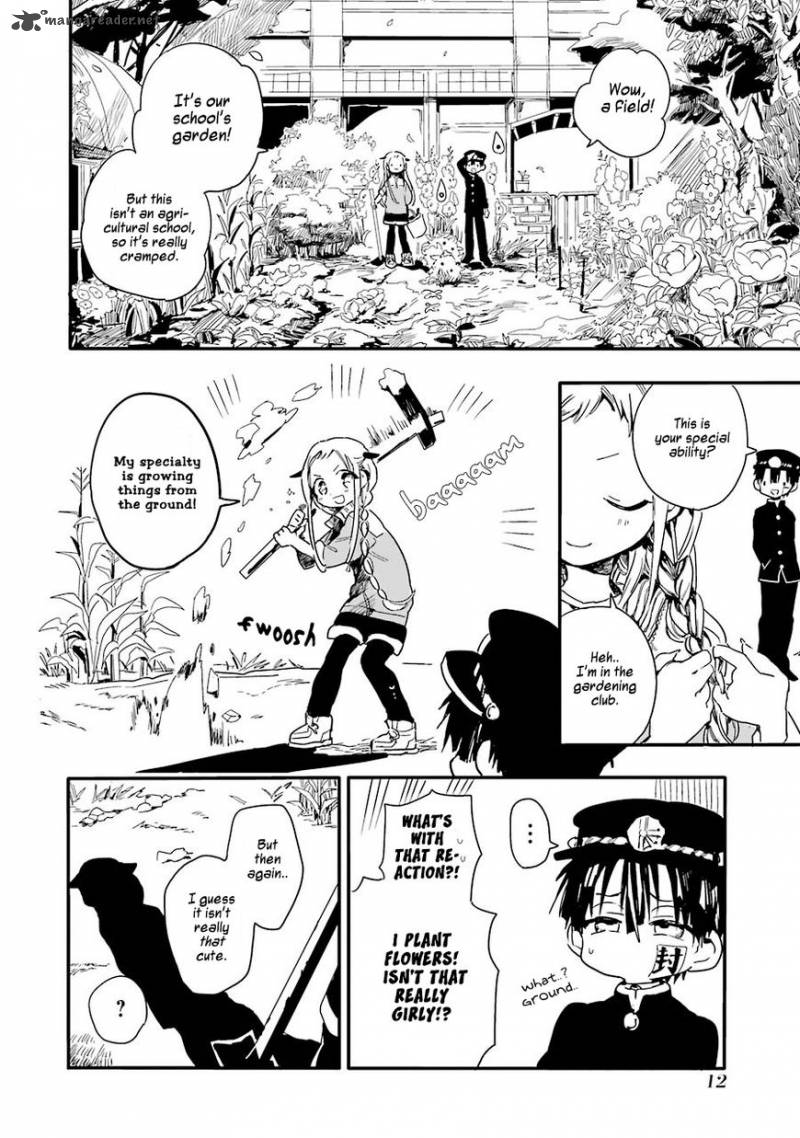 mangareader.net
Wow,
a field!
It's our
school's
garden!
But this
isn't an agri-
cultural school,
so it's really
cramped.
This is
your special
ability?
Heh..
I'm in the
gardening
club.
My specialty
is growing
things from
the ground!
baaaaam
fwoosh
...
what..?
Ground..
封
WHAT'S
WITH
THAT RE-
ACTION?!
I PLANT
FLOWERS!
ISN'T THAT
REALLY
GIRLY!?
But
then
again..
I guess
it isn't
really
that
cute.
?
12